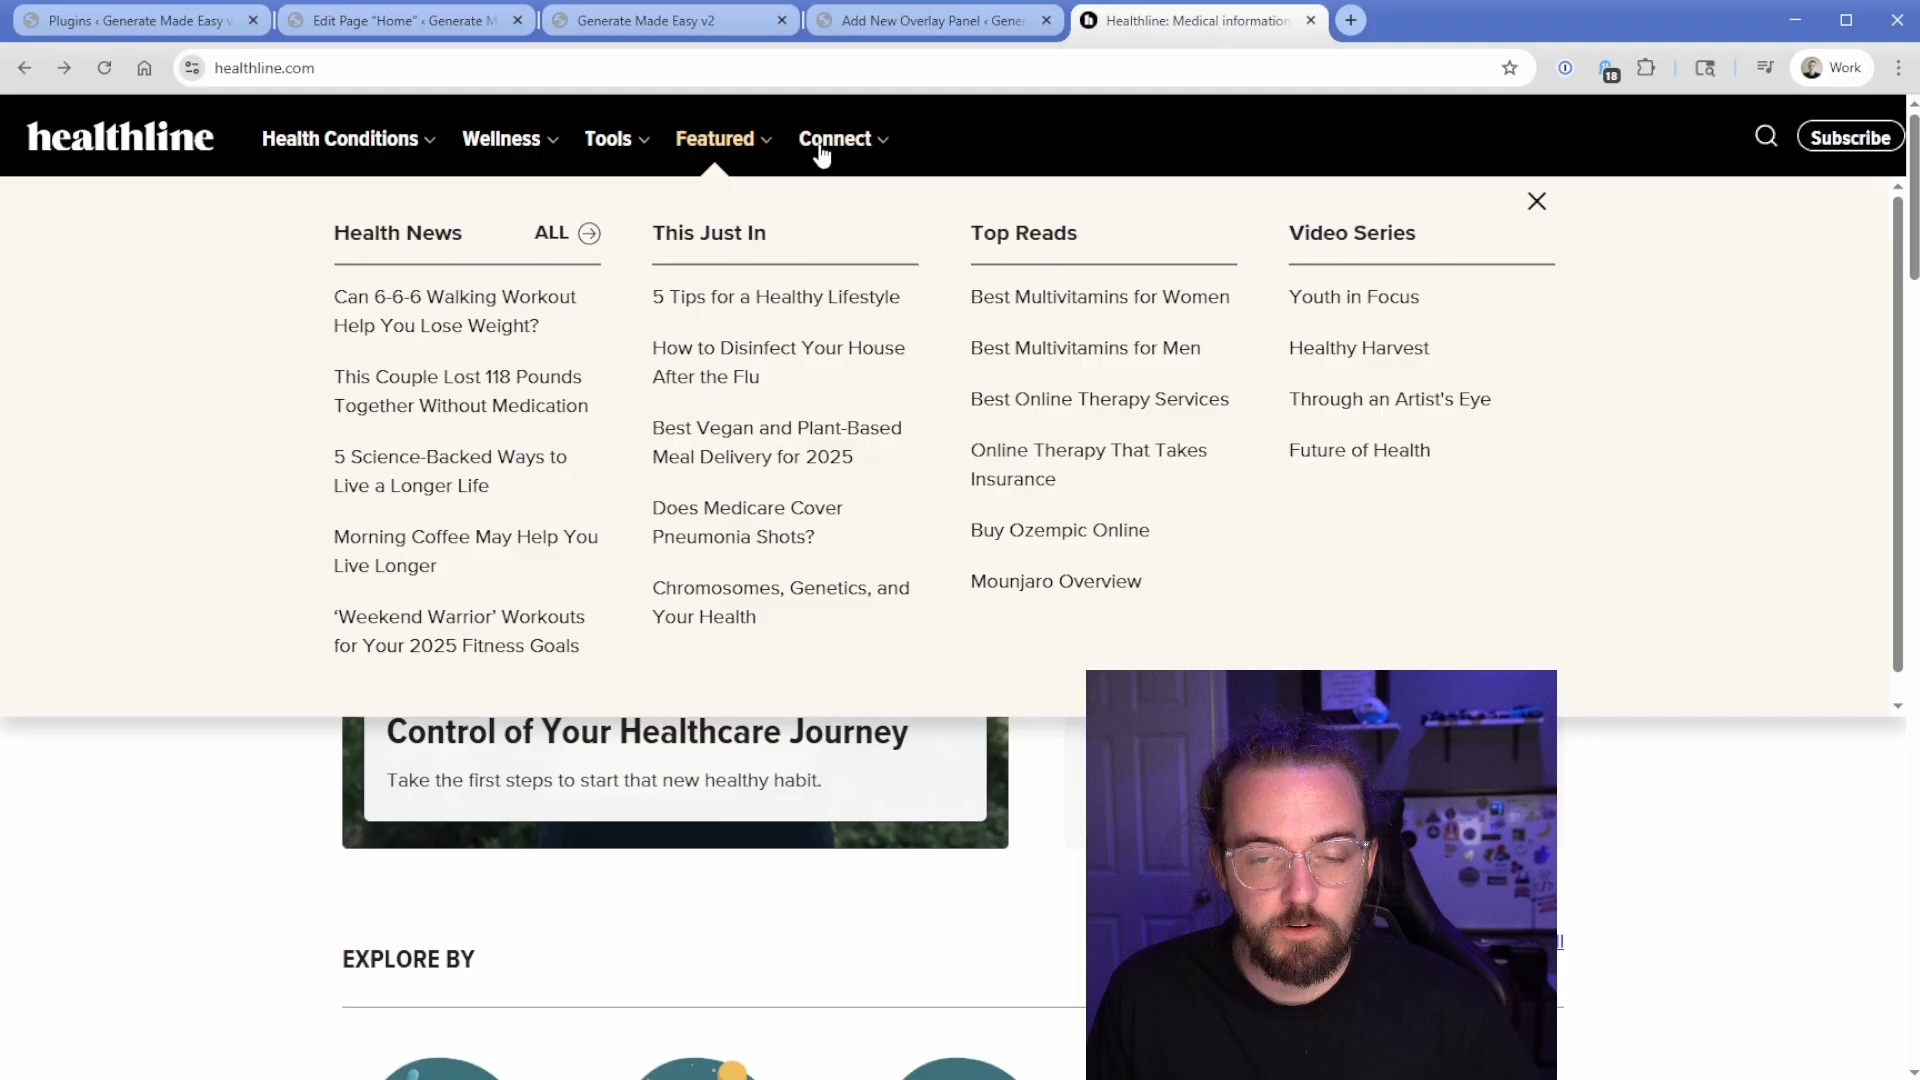 Plugins ‹ Generate Made Easy v
Edit Page "Home" ‹ Generate M
Generate Made Easy v2
Add New Overlay Panel ‹ Gener
Healthline: Medical information
healthline.com
18
Work
healthline
Health Conditions
Wellness
Tools
Featured
Connect
Subscribe
Health News
ALL
Can 6-6-6 Walking Workout
Help You Lose Weight?
This Couple Lost 118 Pounds
Together Without Medication
5 Science-Backed Ways to
Live a Longer Life
Morning Coffee May Help You
Live Longer
‘Weekend Warrior’ Workouts
for Your 2025 Fitness Goals
This Just In
5 Tips for a Healthy Lifestyle
How to Disinfect Your House
After the Flu
Best Vegan and Plant-Based
Meal Delivery for 2025
Does Medicare Cover
Pneumonia Shots?
Chromosomes, Genetics, and
Your Health
Top Reads
Best Multivitamins for Women
Best Multivitamins for Men
Best Online Therapy Services
Online Therapy That Takes
Insurance
Buy Ozempic Online
Mounjaro Overview
Video Series
Youth in Focus
Healthy Harvest
Through an Artist's Eye
Future of Health
Control of Your Healthcare Journey
Take the first steps to start that new healthy habit.
EXPLORE BY